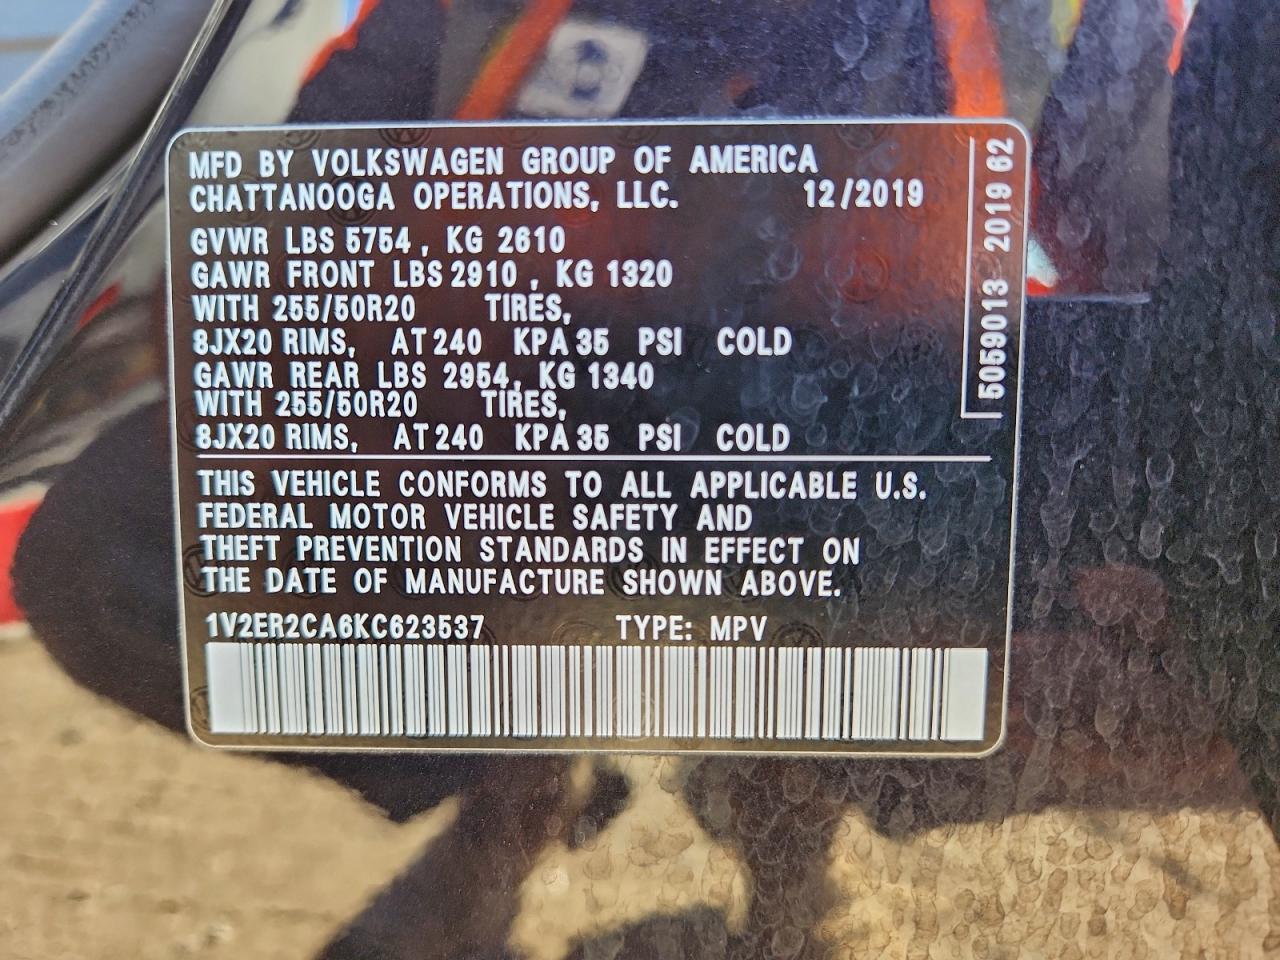 MFD BY VOLKSWAGEN GROUP OF AMERICA
CHATTANOOGA OPERATIONS, LLC. 12/2019
GVWR LBS 5754, KG 2610
GAWR FRONT LBS 2910, KG 1320
WITH 255/50R20 TIRES,
8JX20 RIMS, AT 240 KPA 35 PSI COLD
GAWR REAR LBS 2954, KG 1340
WITH 255/50R20 TIRES,
8JX20 RIMS, AT 240 KPA 35 PSI COLD
THIS VEHICLE CONFORMS TO ALL APPLICABLE U.S.
FEDERAL MOTOR VEHICLE SAFETY AND
THEFT PREVENTION STANDARDS IN EFFECT ON
THE DATE OF MANUFACTURE SHOWN ABOVE.
1V2ER2CA6KC623537 TYPE: MPV
5059013 2019 62